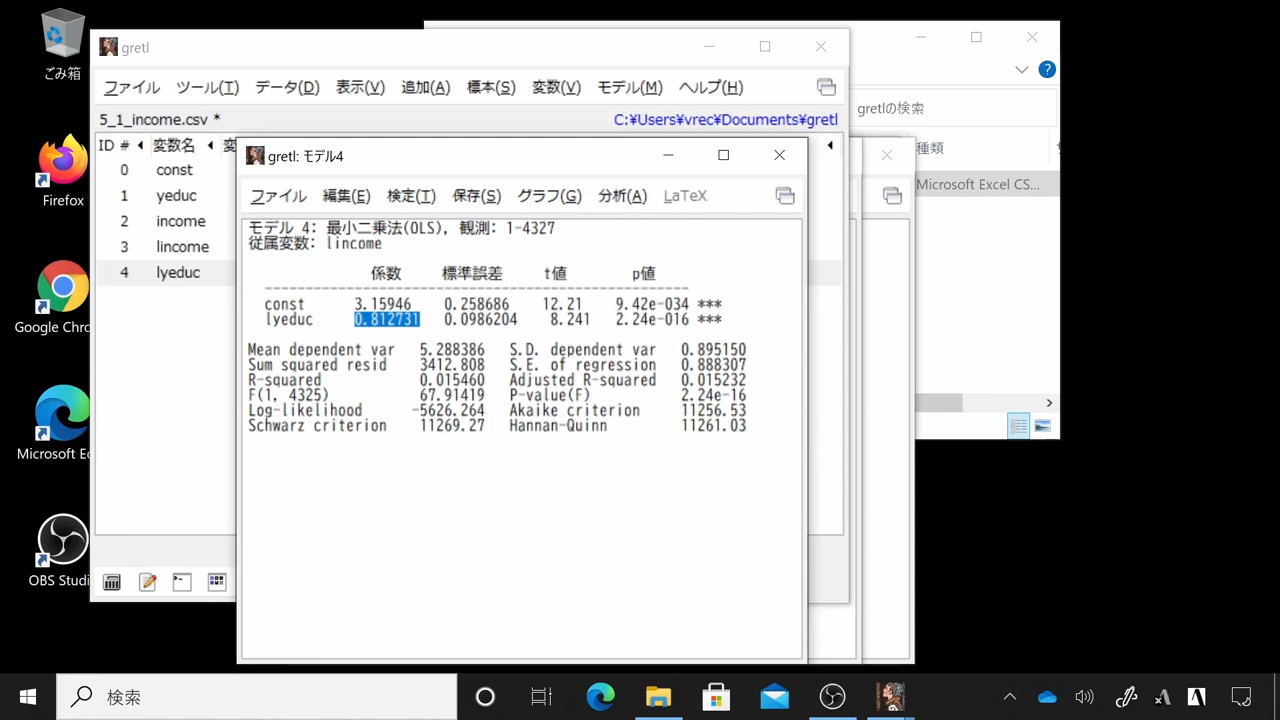 ごみ箱
Firefox
Google Chro
Microsoft Ed
OBS Studi
gretl
ファイル ツール(T) データ(D) 表示(V) 追加(A) 標本(S) 変数(V) モデル(M) ヘルプ(H)
5_1_income.csv *
C:¥Users¥vrec¥Documents¥gretl
ID # 変数名 変
0 const
1 yeduc
2 income
3 lincome
4 lyeduc
gretlの検索
種類
Microsoft Excel CS...
gretl: モデル4
ファイル 編集(E) 検定(T) 保存(S) グラフ(G) 分析(A) LaTeX
モデル 4: 最小二乗法(OLS), 観測: 1-4327
従属変数: lincome
係数 標準誤差 t値 p値
--------------------------------------------------------
const 3.15946 0.258686 12.21 9.42e-034 ***
lyeduc 0.812731 0.0986204 8.241 2.24e-016 ***
Mean dependent var 5.288386 S.D. dependent var 0.895150
Sum squared resid 3412.808 S.E. of regression 0.888307
R-squared 0.015460 Adjusted R-squared 0.015232
F(1, 4325) 67.91419 P-value(F) 2.24e-16
Log-likelihood -5626.264 Akaike criterion 11256.53
Schwarz criterion 11269.27 Hannan-Quinn 11261.03
検索